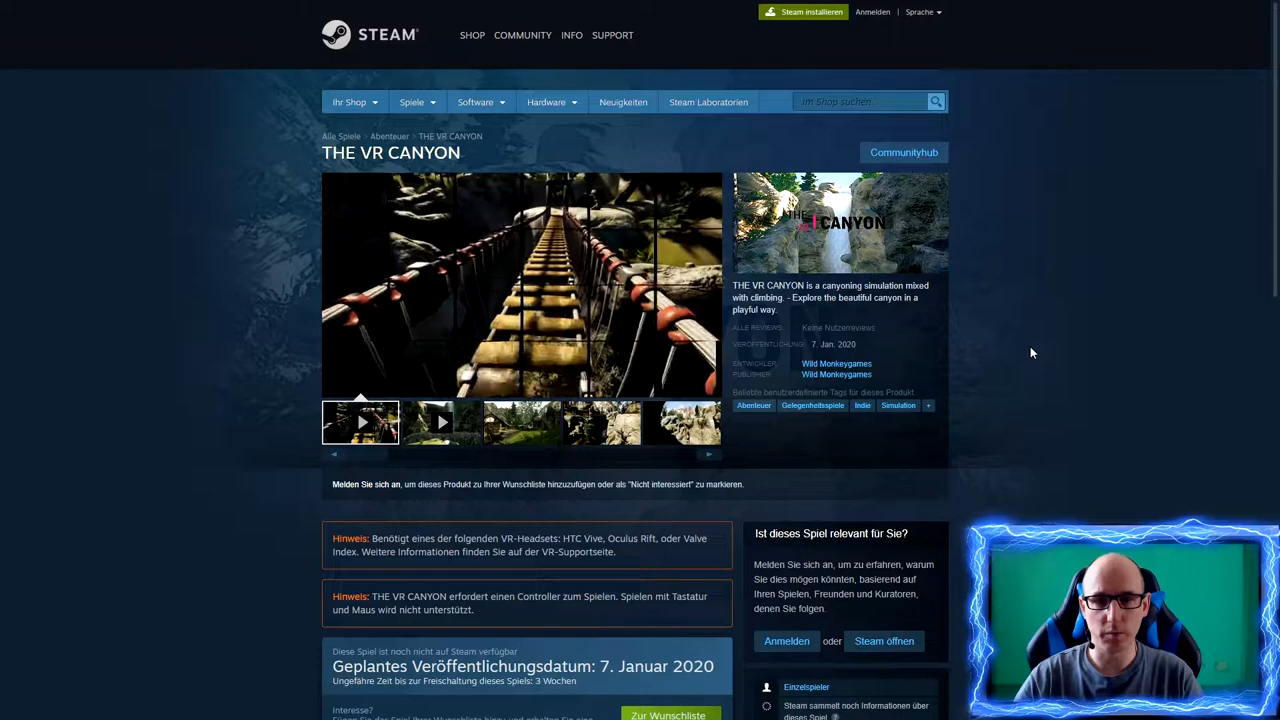 Steam installieren
Anmelden
Sprache
STEAM
SHOP
COMMUNITY
INFO
SUPPORT
Ihr Shop
Spiele
Software
Hardware
Neuigkeiten
Steam Laboratorien
Im Shop suchen
Alle Spiele > Abenteuer > THE VR CANYON
THE VR CANYON
Communityhub
THE
CANYON
THE VR CANYON is a canyoning simulation mixed
with climbing. - Explore the beautiful canyon in a
playful way.
ALLE REVIEWS: Keine Nutzerreviews
VERÖFFENTLICHUNG: 7. Jan. 2020
ENTWICKLER: Wild Monkeygames
PUBLISHER: Wild Monkeygames
Beliebte benutzerdefinierte Tags für dieses Produkt:
Abenteuer
Gelegenheitsspiele
Indie
Simulation
+
Melden Sie sich an, um dieses Produkt zu Ihrer Wunschliste hinzuzufügen oder als "Nicht interessiert" zu markieren.
Hinweis: Benötigt eines der folgenden VR-Headsets: HTC Vive, Oculus Rift, oder Valve
Index. Weitere Informationen finden Sie auf der VR-Supportseite.
Hinweis: THE VR CANYON erfordert einen Controller zum Spielen. Spielen mit Tastatur
und Maus wird nicht unterstützt.
Diese Spiel ist noch nicht auf Steam verfügbar
Geplantes Veröffentlichungsdatum: 7. Januar 2020
Ungefähre Zeit bis zur Freischaltung dieses Spiels: 3 Wochen
Interesse?
Zur Wunschliste
Ist dieses Spiel relevant für Sie?
Melden Sie sich an, um zu erfahren, warum
Sie dies mögen könnten, basierend auf
Ihren Spielen, Freunden und Kuratoren,
denen Sie folgen.
Anmelden oder Steam öffnen
Einzelspieler
Steam sammelt noch Informationen über
dieses Spiel